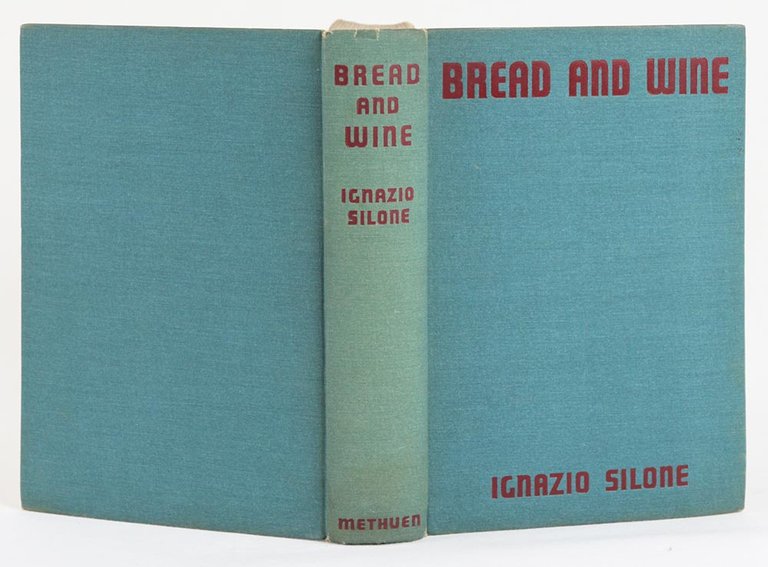 BREAD
AND
WINE
IGNAZIO
SILONE
METHUEN
BREAD AND WINE
IGNAZIO SILONE